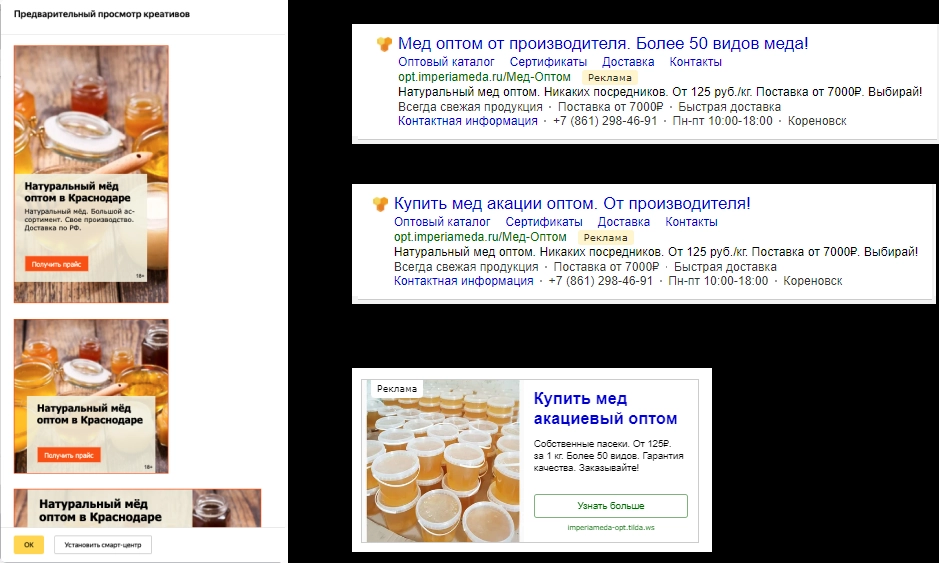 Предварительный просмотр креативов
Натуральный мёд
оптом в Краснодаре
Натуральный мёд. Большой ас-
сортимент. Свое производство.
Доставка по РФ.
Получить прайс
18+
Натуральный мёд
оптом в Краснодаре
Получить прайс
18+
Натуральный мёд
оптом в Краснодаре
ОК
Установить смарт-центр
Мед оптом от производителя. Более 50 видов меда!
Оптовый каталог Сертификаты Доставка Контакты
opt.imperiameda.ru/Мед-Оптом Реклама
Натуральный мед оптом. Никаких посредников. От 125 руб./кг. Поставка от 7000₽. Выбирай!
Всегда свежая продукция · Поставка от 7000₽ · Быстрая доставка
Контактная информация · +7 (861) 298-46-91 · Пн-пт 10:00-18:00 · Кореновск
Купить мед акации оптом. От производителя!
Оптовый каталог Сертификаты Доставка Контакты
opt.imperiameda.ru/Мед-Оптом Реклама
Натуральный мед оптом. Никаких посредников. От 125 руб./кг. Поставка от 7000₽. Выбирай!
Всегда свежая продукция · Поставка от 7000₽ · Быстрая доставка
Контактная информация · +7 (861) 298-46-91 · Пн-пт 10:00-18:00 · Кореновск
Реклама
Купить мед
акациевый оптом
Собственные пасеки. От 125₽.
за 1 кг. Более 50 видов. Гарантия
качества. Заказывайте!
Узнать больше
imperiameda-opt.tilda.ws